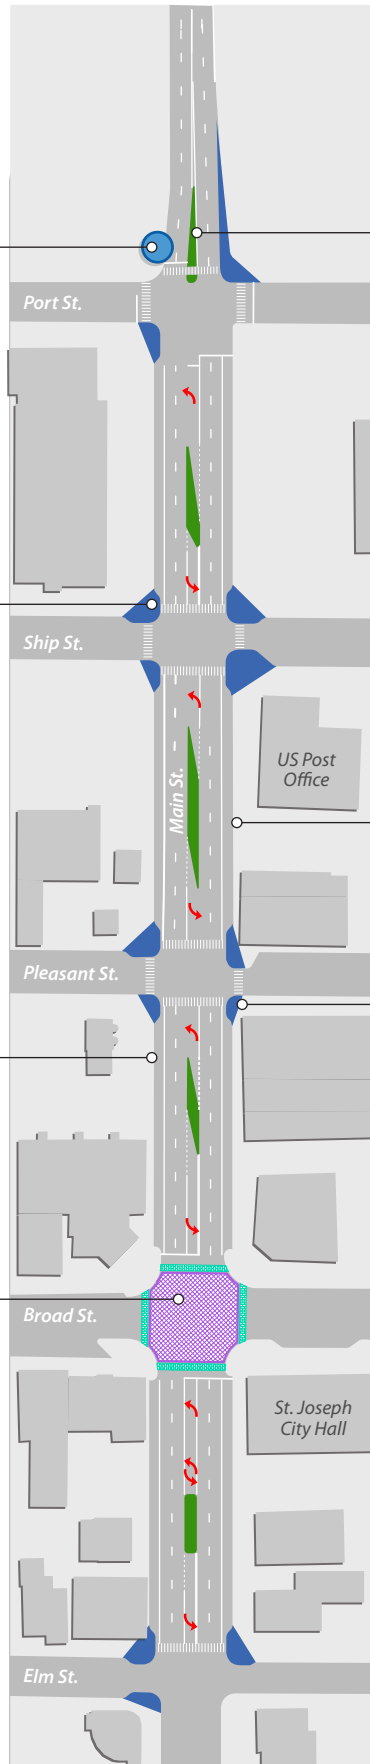 Port St.
Ship St.
US Post
Office
Main St.
Pleasant St.
Broad St.
St. Joseph
City Hall
Elm St.